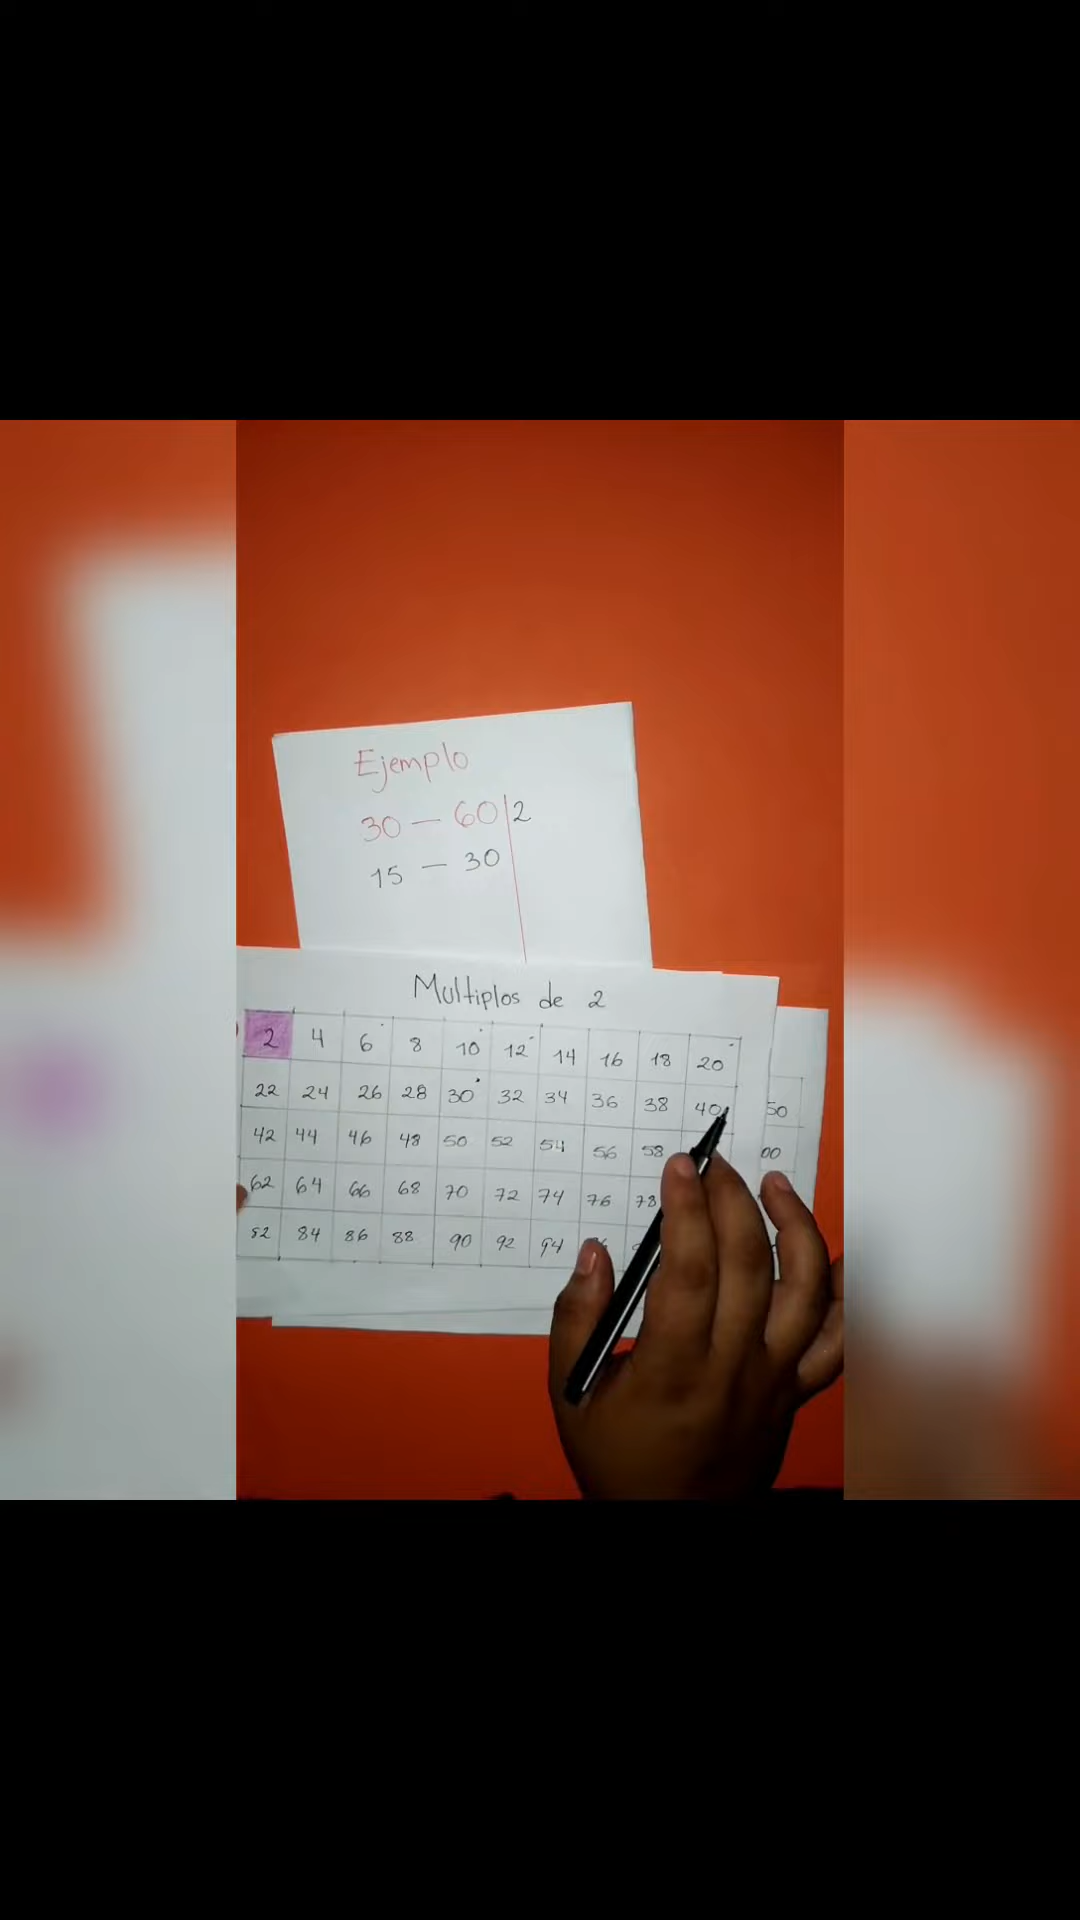 Ejemplo
30 — 60 | 2
15 — 30
Multiplos de 2
2 4 6 8 10 12 14 16 18 20
22 24 26 28 30 32 34 36 38 40 50
42 44 46 48 50 52 54 56 58 00
62 64 66 68 70 72 74 76 78
82 84 86 88 90 92 94